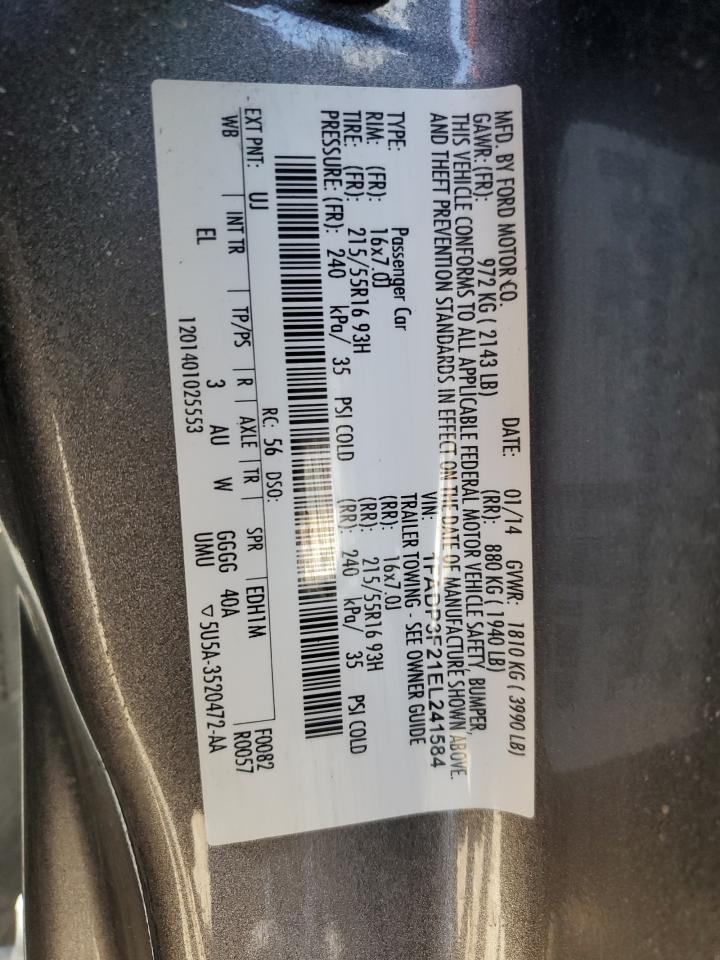 MFD. BY FORD MOTOR CO. DATE: 01/14 GVWR: 1810 KG ( 3990 LB)
GAWR: (FR): 972 KG ( 2143 LB) (RR): 880 KG ( 1940 LB)
THIS VEHICLE CONFORMS TO ALL APPLICABLE FEDERAL MOTOR VEHICLE SAFETY, BUMPER,
AND THEFT PREVENTION STANDARDS IN EFFECT ON THE DATE OF MANUFACTURE SHOWN ABOVE.
VIN: 1FADP3F21EL241584
TYPE: Passenger Car TRAILER TOWING - SEE OWNER GUIDE
RIM: (FR): 16x7.0J (RR): 16x7.0J
TIRE: (FR): 215/55R16 93H (RR): 215/55R16 93H
PRESSURE: (FR): 240 kPa/ 35 PSI COLD (RR): 240 kPa/ 35 PSI COLD
RC: 56 DSO: F0082
EXT PNT: UJ EDH1M R0057
WB INT TR TP/PS R AXLE TR SPR
EL 3 AU W GGGG 40A
UMU
1201401025553 ▽5U5A-3520472-AA